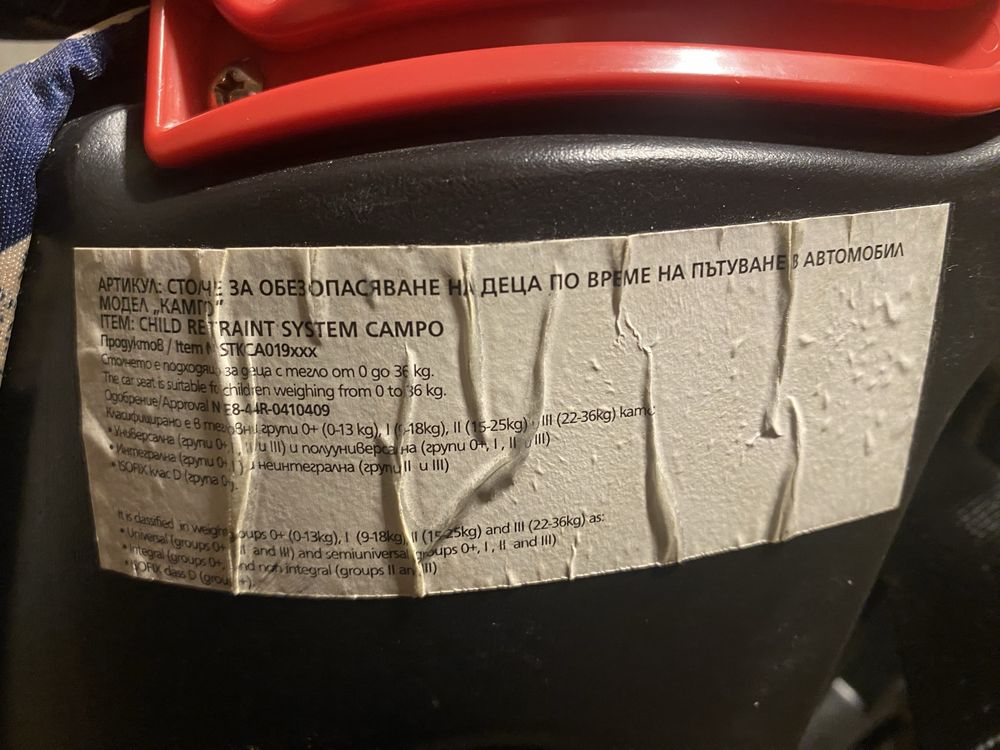 АРТИКУЛ: СТОЛЧЕ ЗА ОБЕЗОПАСЯВАНЕ НА ДЕЦА ПО ВРЕМЕ НА ПЪТУВАНЕ В АВТОМОБИЛ
МОДЕЛ „КАМПО"
ITEM: CHILD RETRAINT SYSTEM CAMPO
Продуктов / Item N STKCA019xxx
Столчето е подходящо за деца с тегло от 0 до 36 kg.
The car seat is suitable for children weighing from 0 to 36 kg.
Одобрение/Approval N E8-44R-0410409
Класифицирано е в тегловни групи 0+ (0-13 kg), I (9-18kg), II (15-25kg) и III (22-36kg) като:
• Универсална (групи 0+, I, II и III) и полууниверсална (групи 0+, I, II и III)
• Интегрална (групи 0+, I) и неинтегрална (групи II и III)
• ISOFIX клас D (група 0+).
It is classified in weight groups 0+ (0-13kg), I (9-18kg), II (15-25kg) and III (22-36kg) as:
• Universal (groups 0+, I, II and III) and semiuniversal (groups 0+, I, II and III)
• Integral (groups 0+, I) and non integral (groups II and III)
• ISOFIX class D (group 0+).